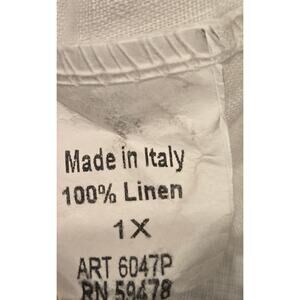 Made in Italy
100% Linen
1X
ART 6047P
RN 59478